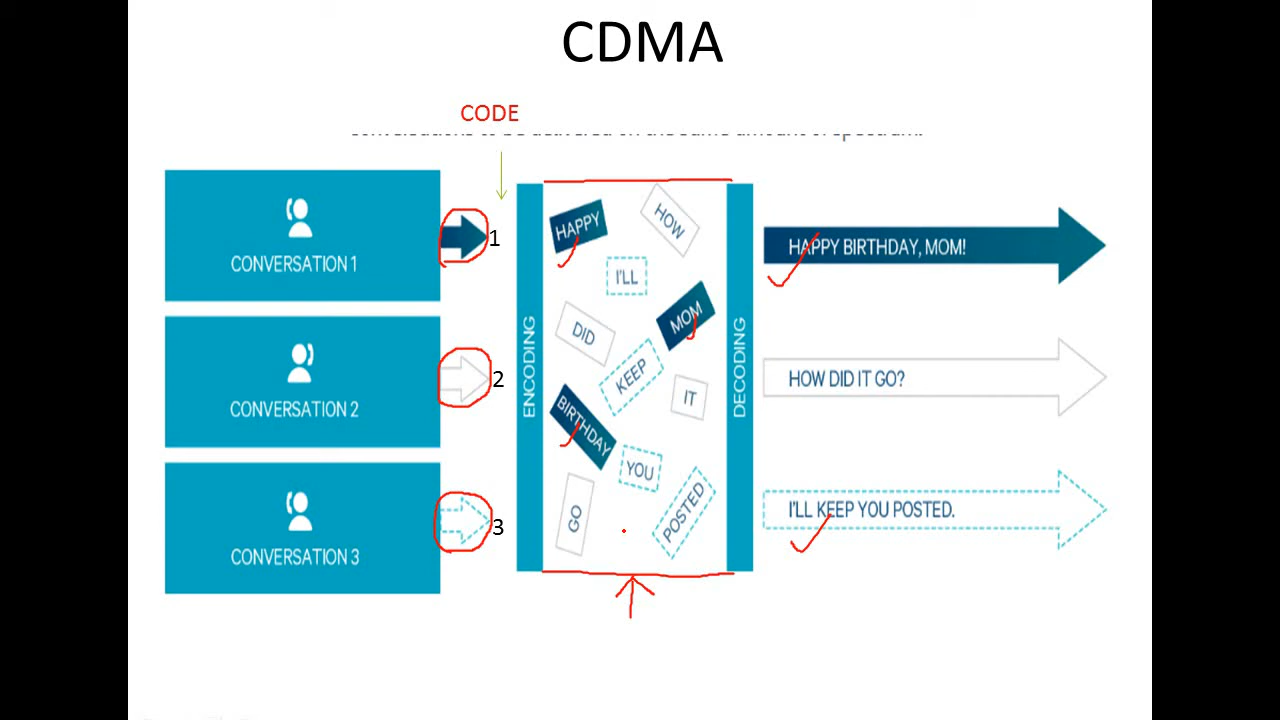 CDMA
CODE
CONVERSATION 1
1
CONVERSATION 2
2
CONVERSATION 3
3
ENCODING
HAPPY
HOW
I'LL
MOM
DID
KEEP
IT
BIRTHDAY
YOU
POSTED
GO
DECODING
HAPPY BIRTHDAY, MOM!
HOW DID IT GO?
I'LL KEEP YOU POSTED.